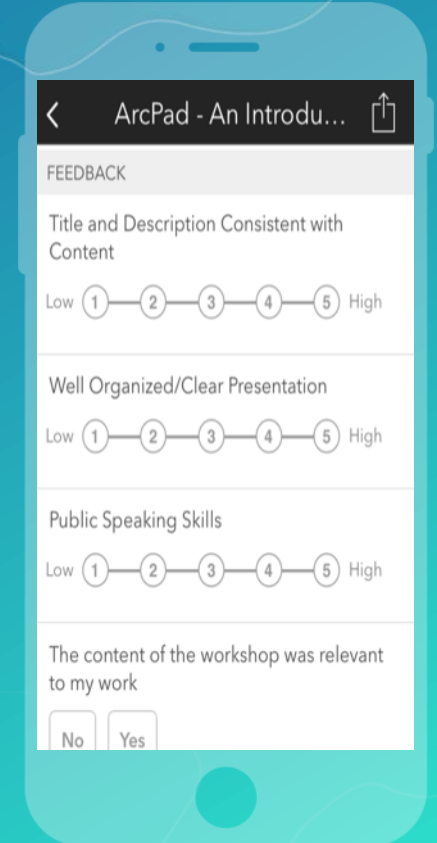 ArcPad - An Introdu...
FEEDBACK
Title and Description Consistent with
Content
Low 1 2 3 4 5 High
Well Organized/Clear Presentation
Low 1 2 3 4 5 High
Public Speaking Skills
Low 1 2 3 4 5 High
The content of the workshop was relevant
to my work
No Yes